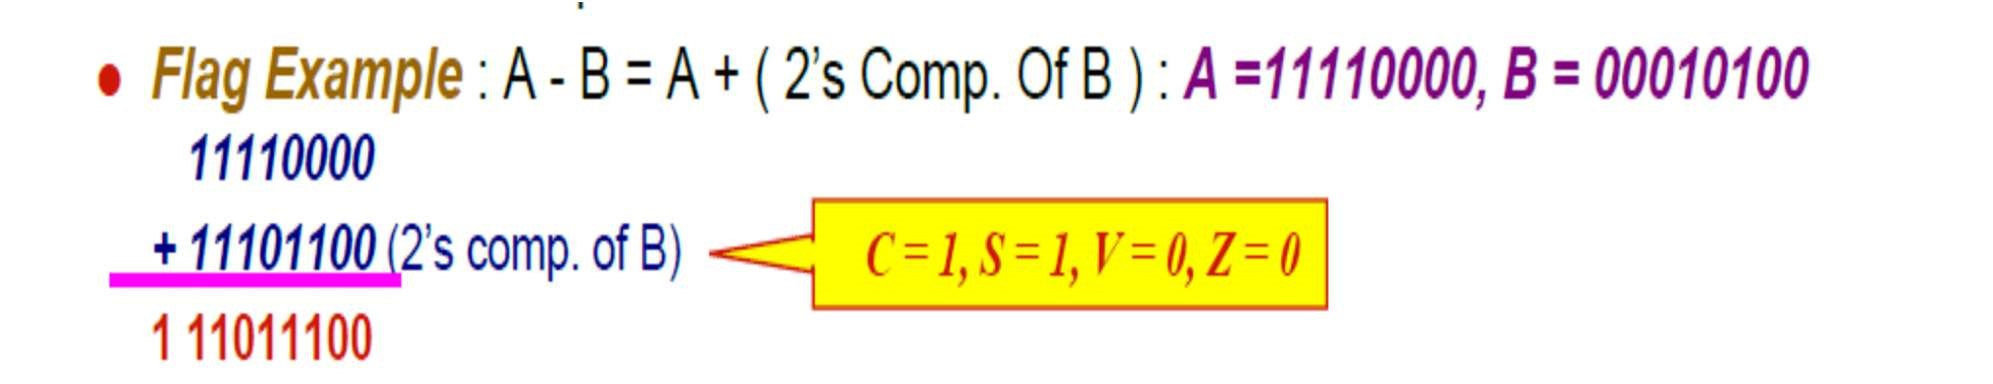 • Flag Example : A - B = A + ( 2's Comp. Of B ) : A =11110000, B = 00010100
11110000
+ 11101100 (2's comp. of B)
C = 1, S = 1, V = 0, Z = 0
1 11011100